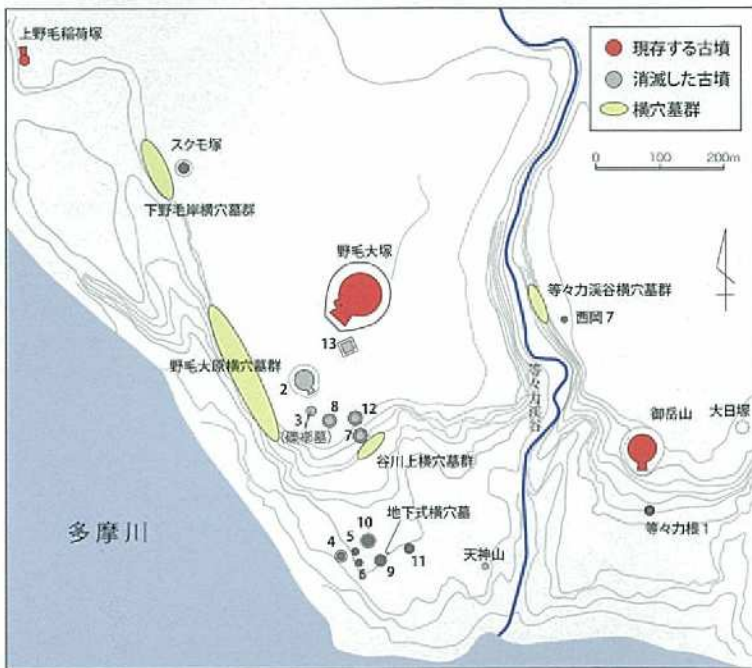 上野毛稲荷塚
現存する古墳
消滅した古墳
横穴墓群
0 100 200m
スクモ塚
下野毛岸横穴墓群
野毛大塚
等々力渓谷横穴墓群
西岡7
13
野毛大原横穴墓群
2
3
8
12
7
(礫槨墓)
谷川上横穴墓群
等々力渓谷
御岳山
大日塚
等々力根1
多摩川
地下式横穴墓
10
4
5
6
9
11
天神山